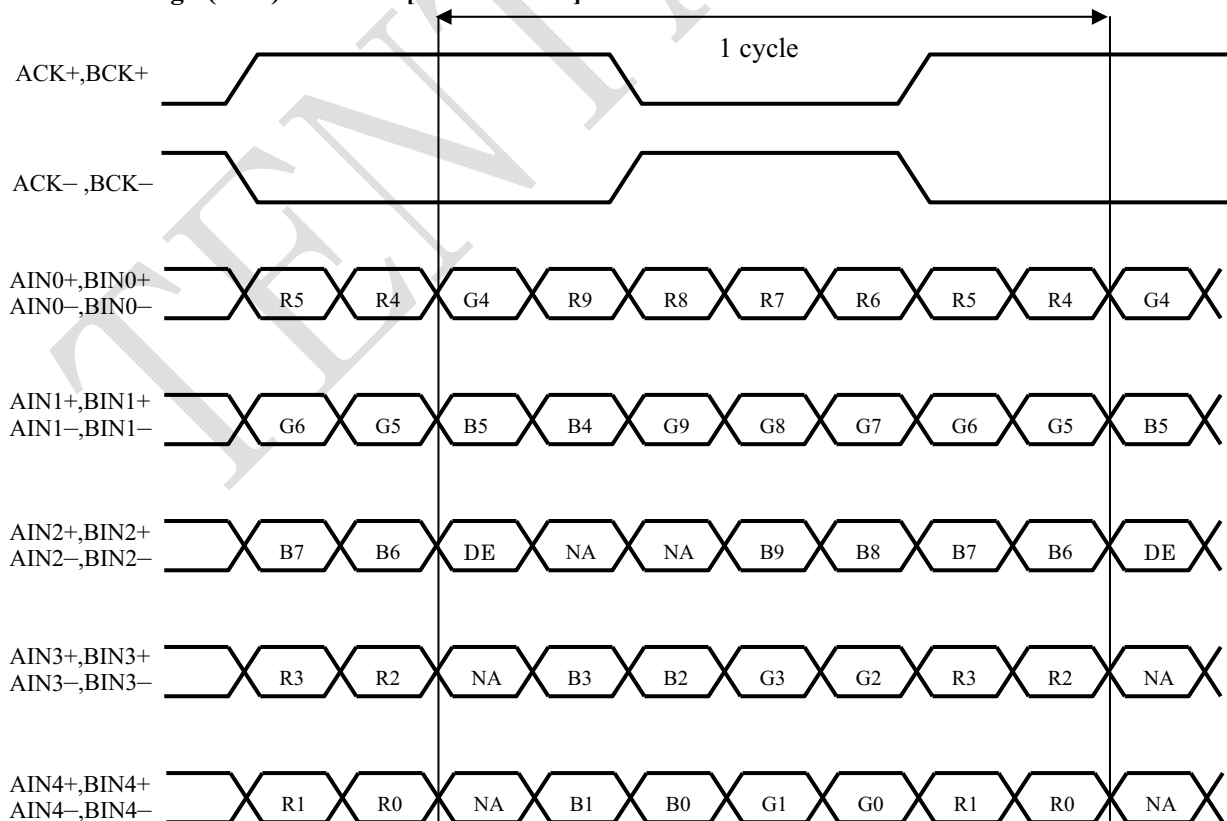 1 cycle
ACK+,BCK+
ACK− ,BCK−
AIN0+,BIN0+
AIN0−,BIN0−
R5 R4 G4 R9 R8 R7 R6 R5 R4 G4
AIN1+,BIN1+
AIN1−,BIN1−
G6 G5 B5 B4 G9 G8 G7 G6 G5 B5
AIN2+,BIN2+
AIN2−,BIN2−
B7 B6 DE NA NA B9 B8 B7 B6 DE
AIN3+,BIN3+
AIN3−,BIN3−
R3 R2 NA B3 B2 G3 G2 R3 R2 NA
AIN4+,BIN4+
AIN4−,BIN4−
R1 R0 NA B1 B0 G1 G0 R1 R0 NA